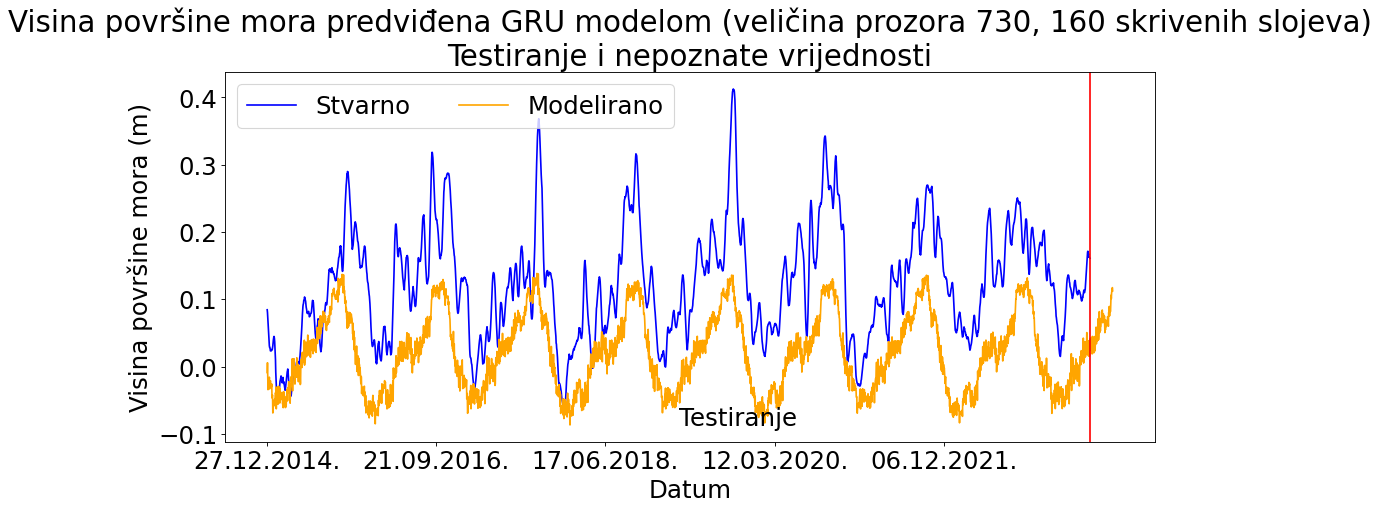 Visina površine mora predviđena GRU modelom (veličina prozora 730, 160 skrivenih slojeva)
Testiranje i nepoznate vrijednosti
Stvarno
Modelirano
Visina površine mora (m)
0.4
0.3
0.2
0.1
0.0
−0.1
Testiranje
27.12.2014.
21.09.2016.
17.06.2018.
12.03.2020.
06.12.2021.
Datum